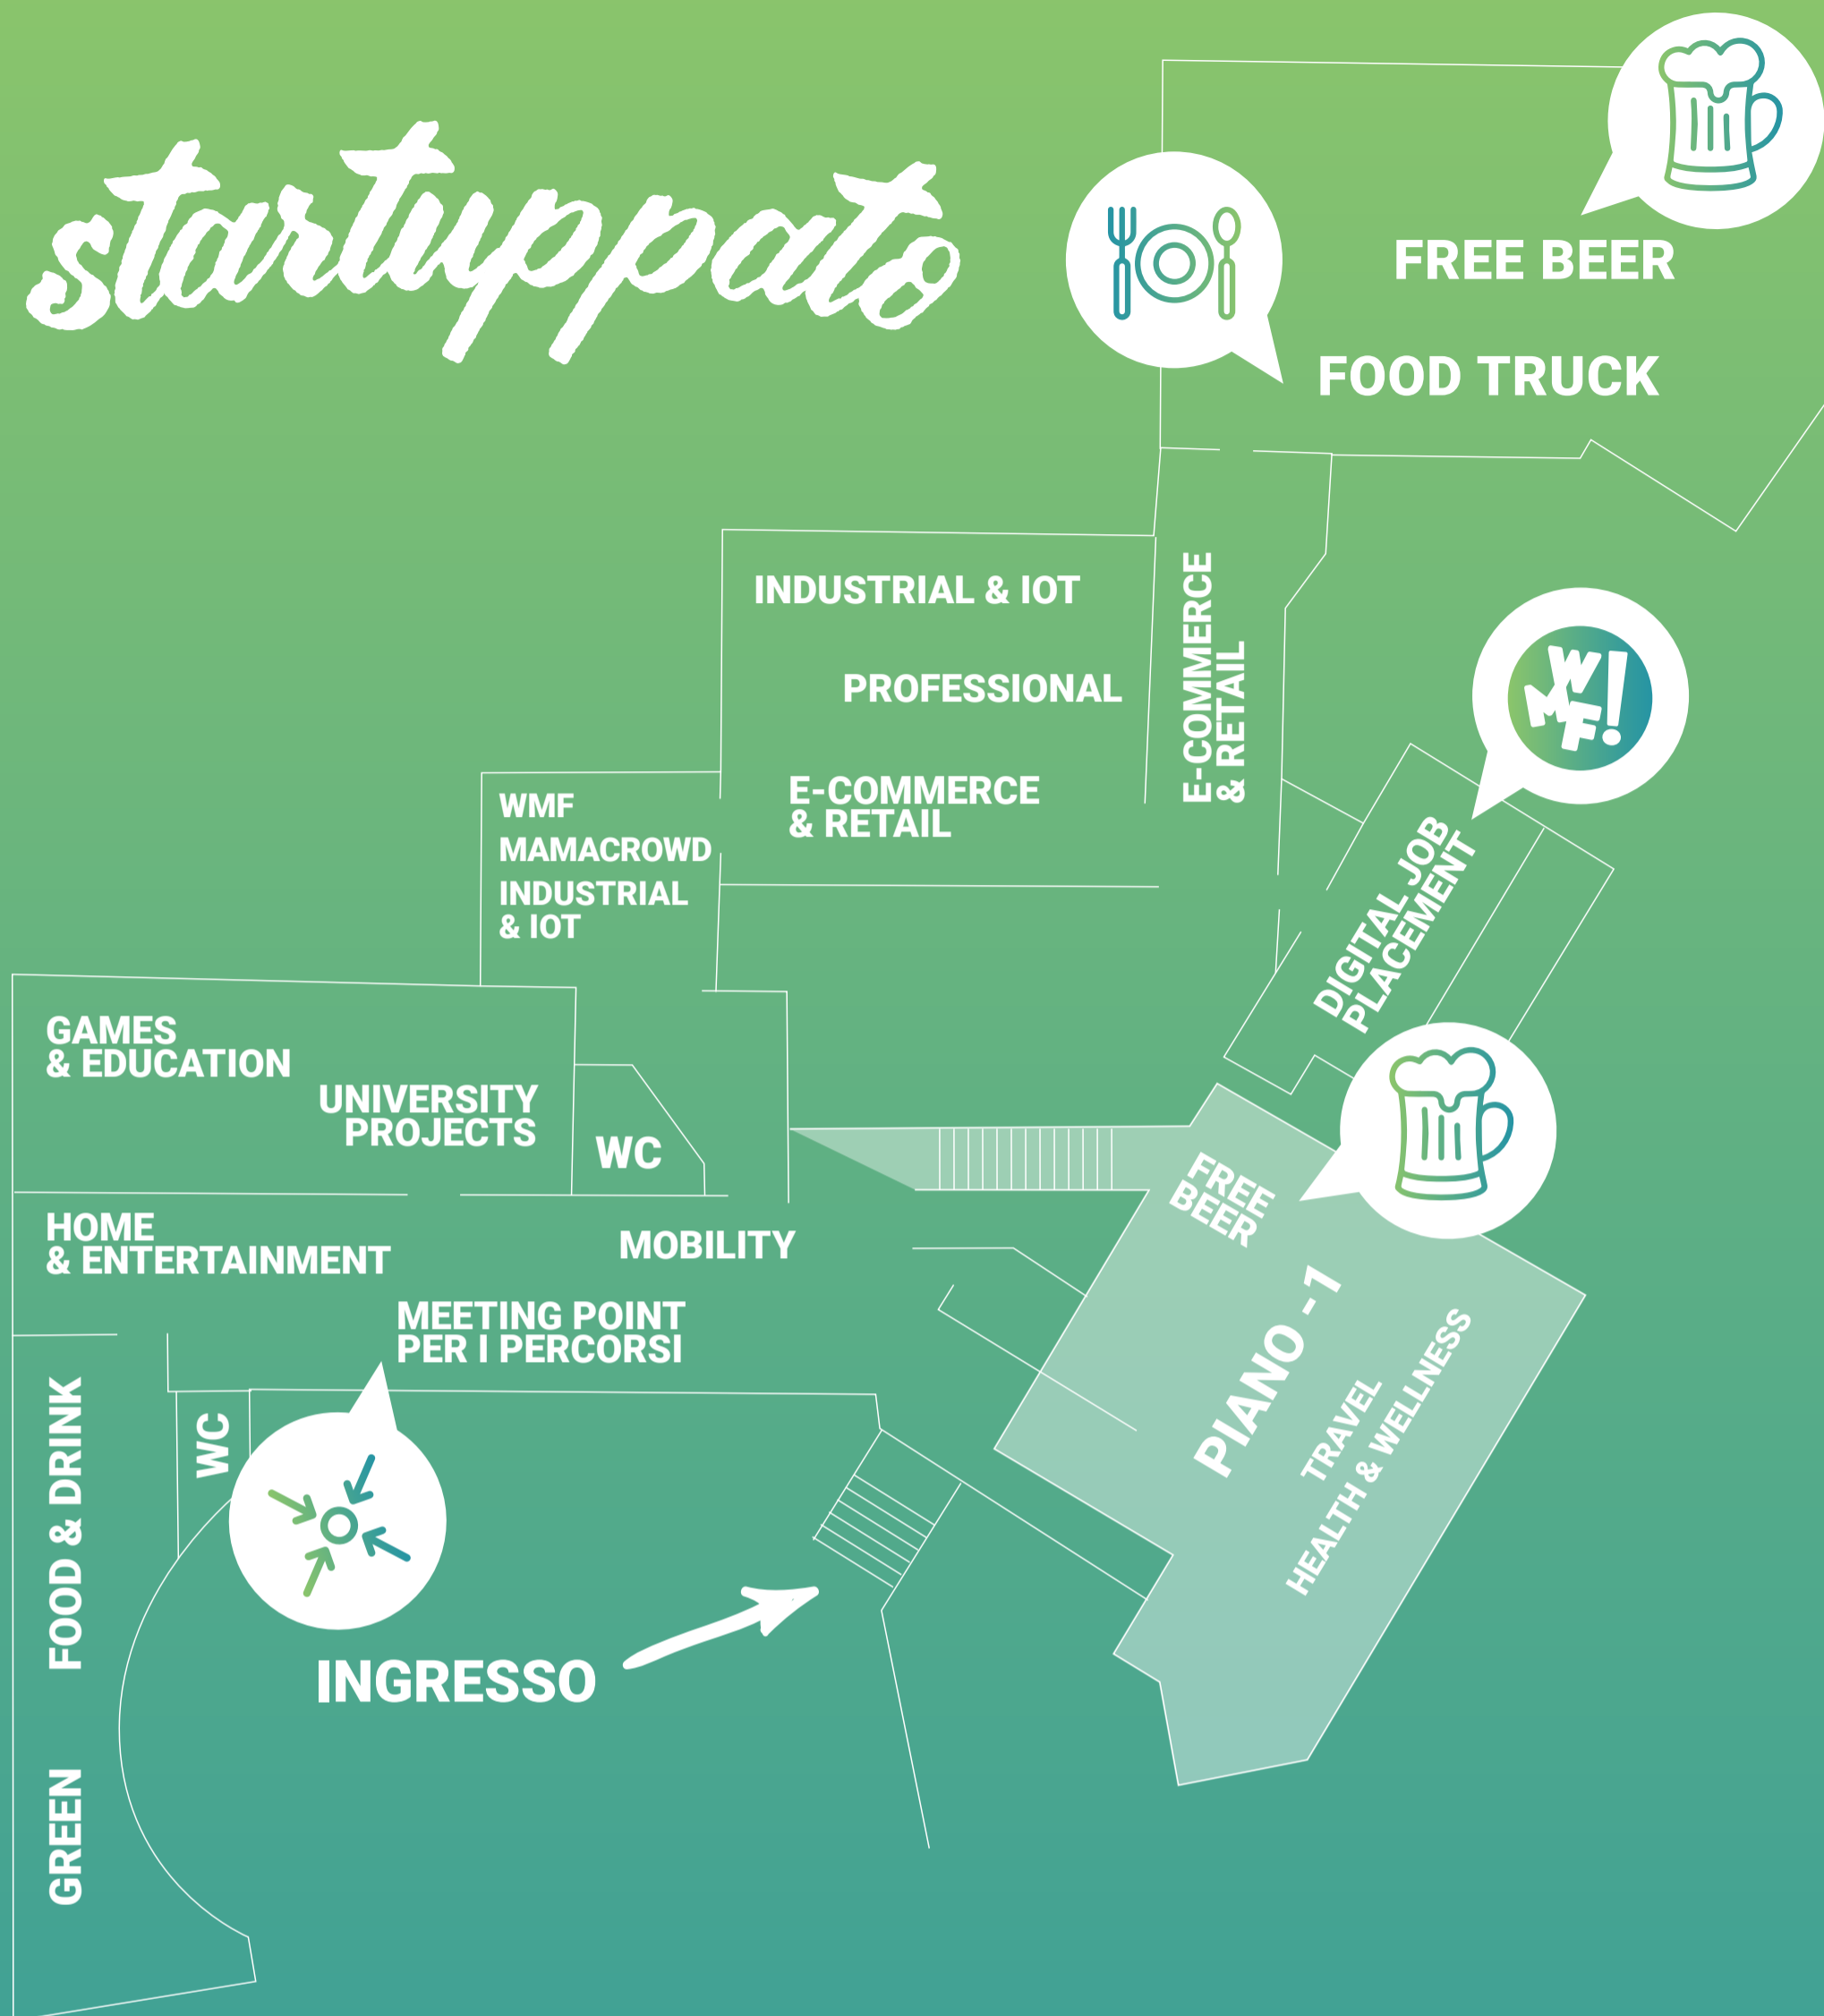 startuppato
FREE BEER
FOOD TRUCK
INDUSTRIAL & IOT
PROFESSIONAL
E-COMMERCE
& RETAIL
E-COMMERCE
& RETAIL
WMF!
WMF
MAMACROWD
INDUSTRIAL
& IOT
DIGITAL JOB
PLACEMENT
GAMES
& EDUCATION
UNIVERSITY
PROJECTS
WC
FREE
BEER
HOME
& ENTERTAINMENT
MOBILITY
MEETING POINT
PER I PERCORSI
PIANO -1
TRAVEL
HEALTH & WELLNESS
WC
FOOD & DRINK
INGRESSO
GREEN